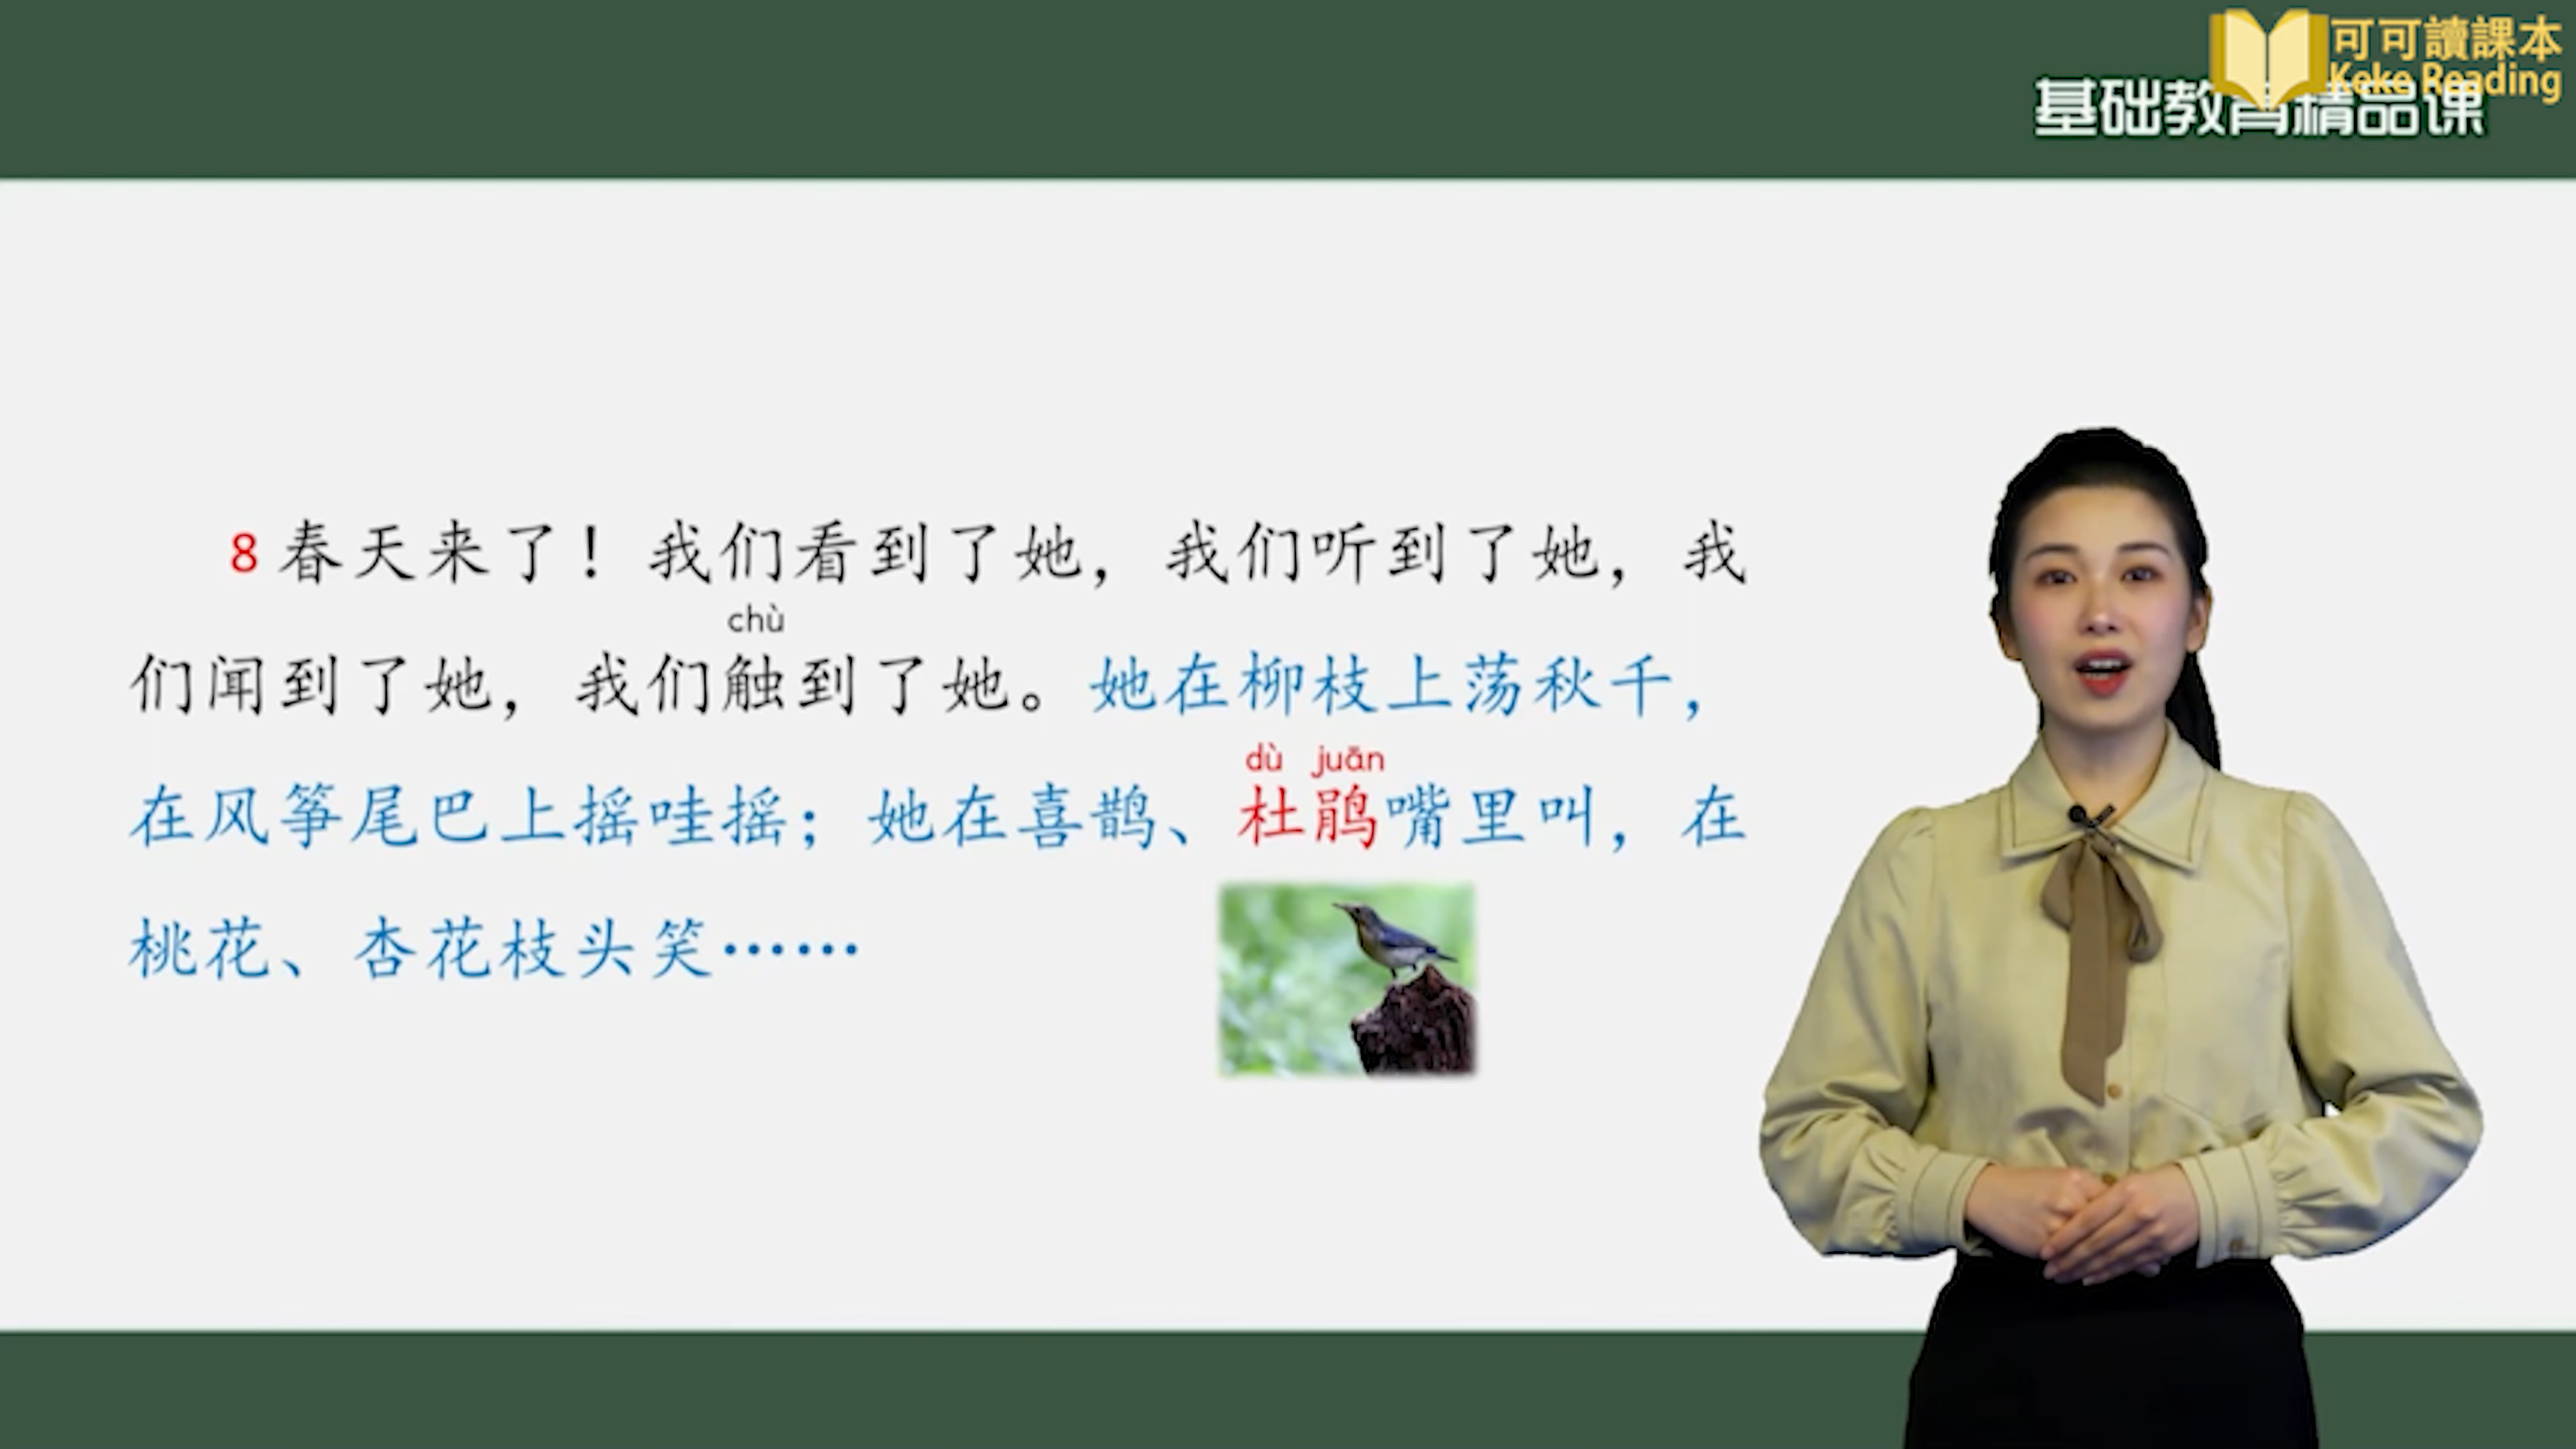 可可讀課本
Keke Reading
基础教育精品课
8 春天来了！我们看到了她，我们听到了她，我
chù
们闻到了她，我们触到了她。她在柳枝上荡秋千，
dù juān
在风筝尾巴上摇哇摇；她在喜鹊、杜鹃嘴里叫，在
桃花、杏花枝头笑……